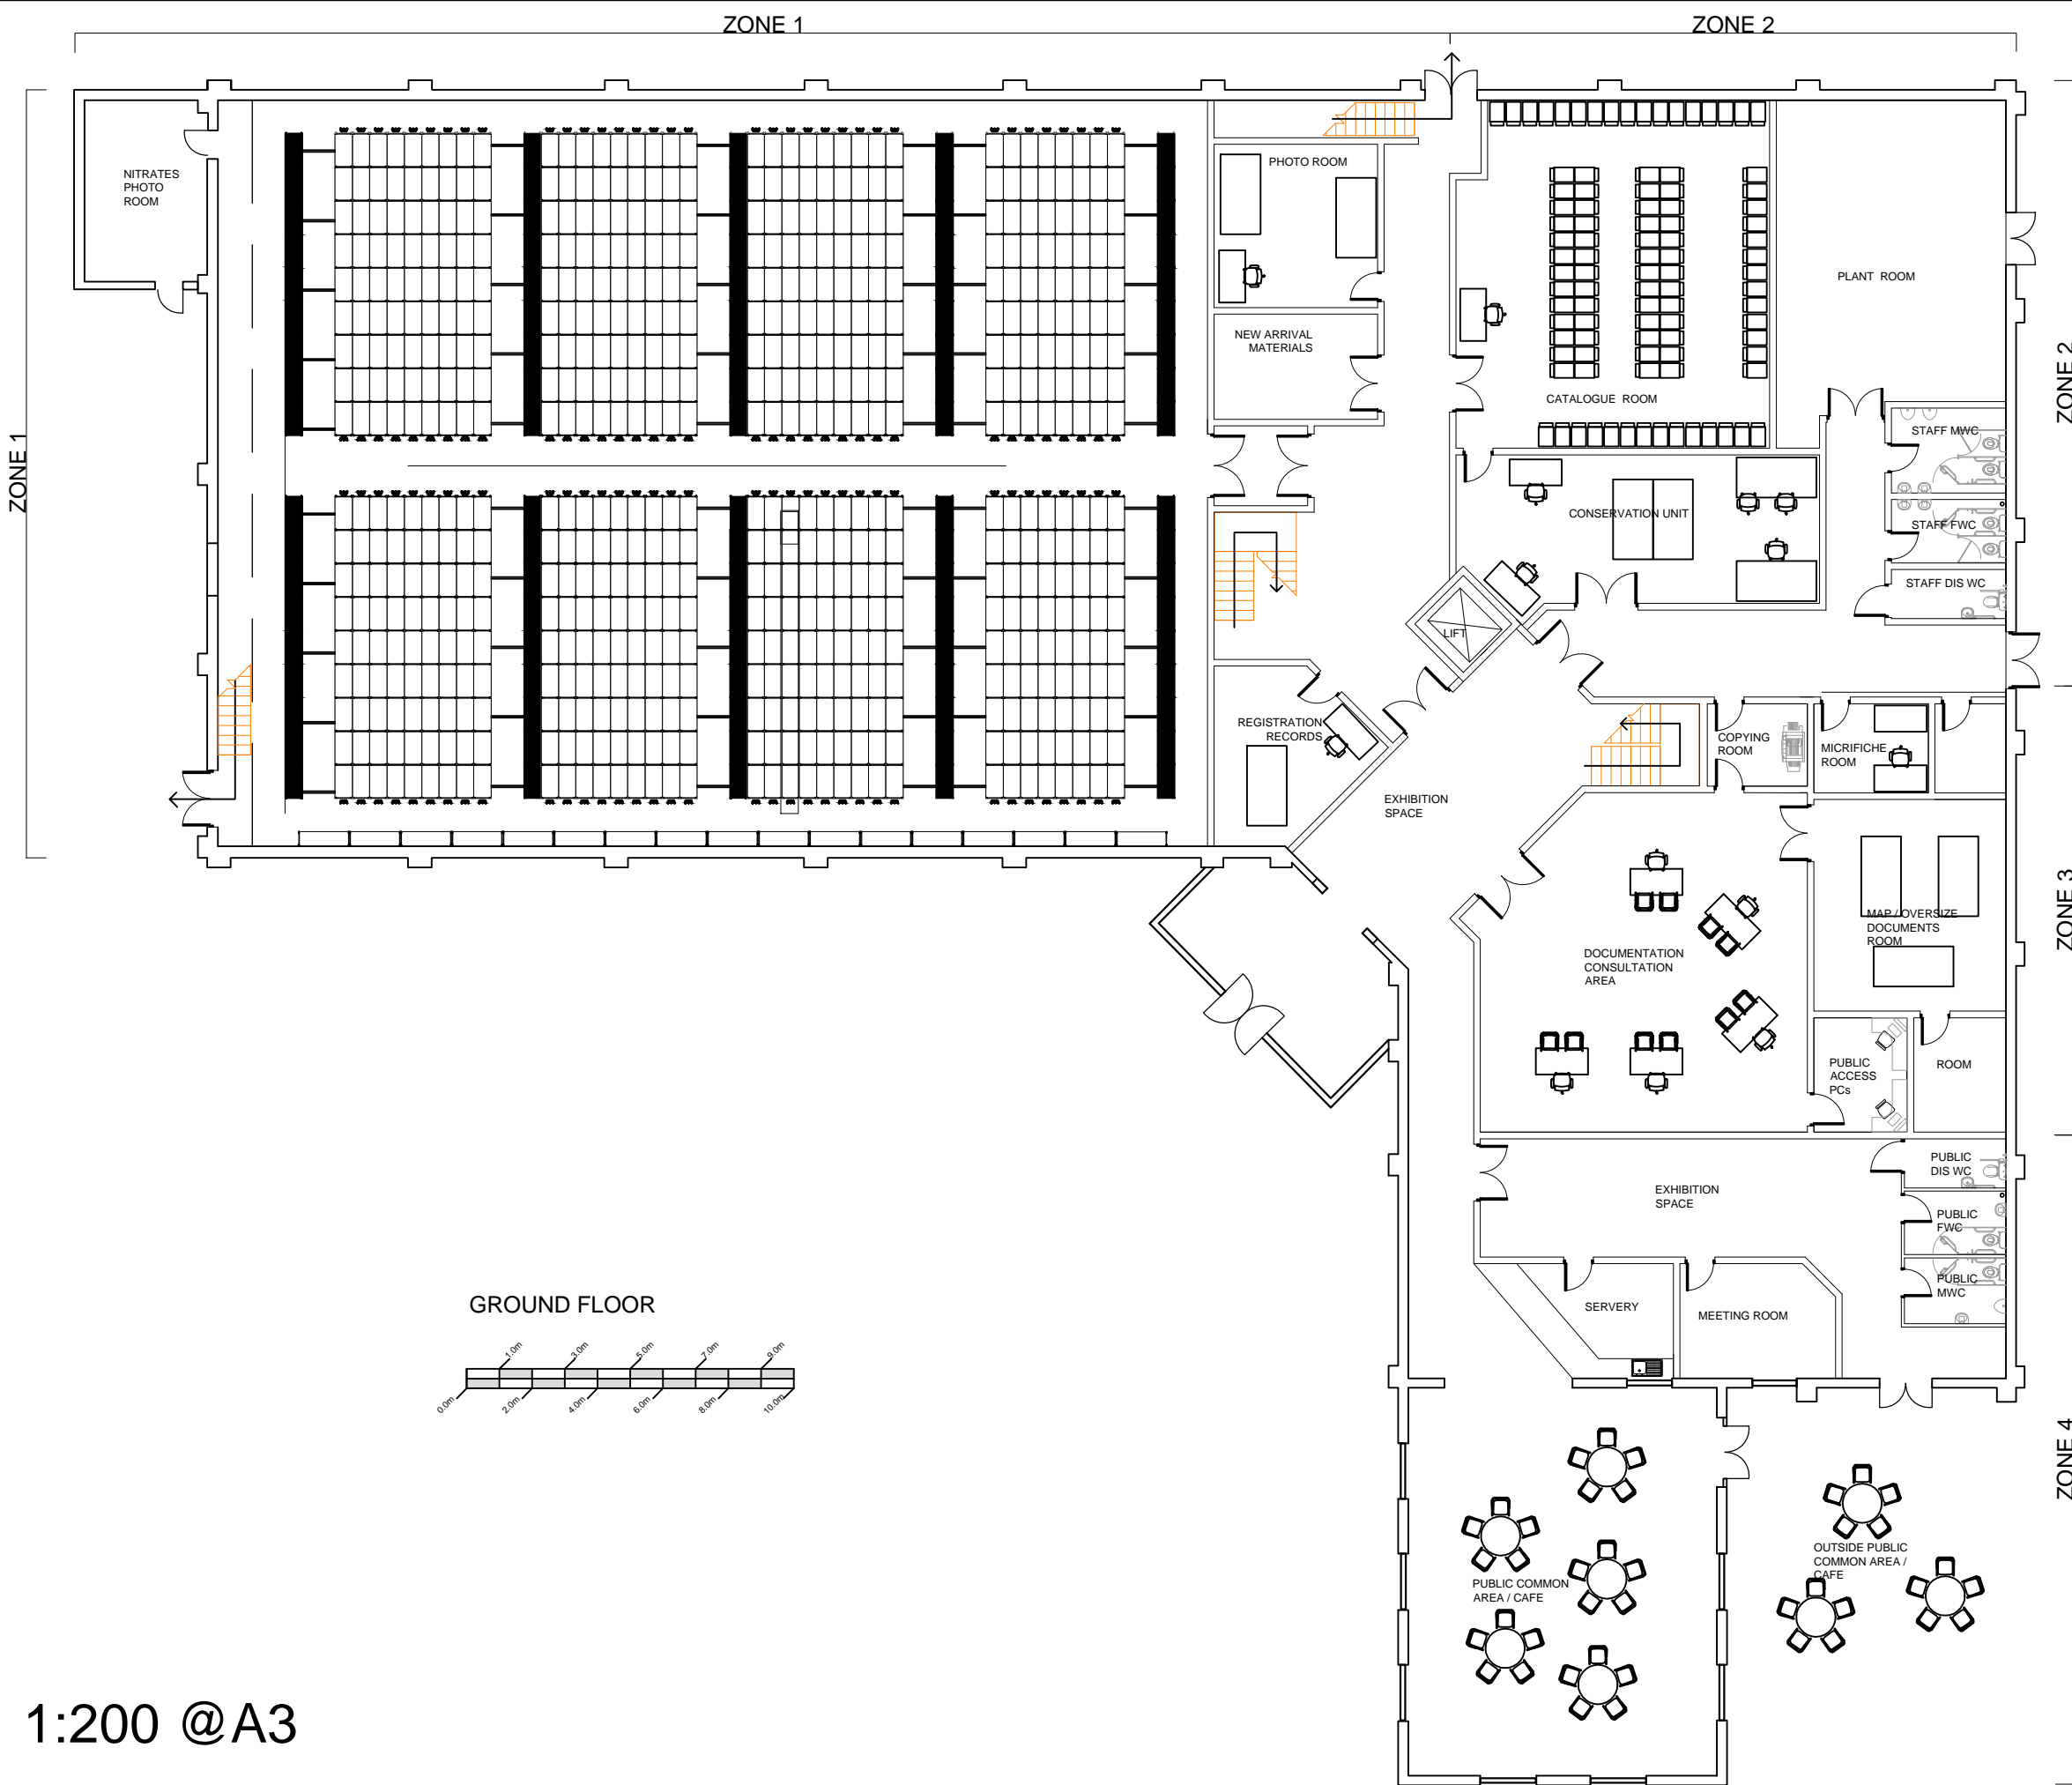 ZONE 1
ZONE 2
ZONE 1
ZONE 2
ZONE 3
ZONE 4
NITRATES
PHOTO
ROOM
PHOTO ROOM
NEW ARRIVAL
MATERIALS
CATALOGUE ROOM
PLANT ROOM
STAFF MWC
STAFF FWC
STAFF DIS WC
CONSERVATION UNIT
LIFT
REGISTRATION
RECORDS
EXHIBITION
SPACE
COPYING
ROOM
MICRIFICHE
ROOM
MAP / OVERSIZE
DOCUMENTS
ROOM
DOCUMENTATION
CONSULTATION
AREA
PUBLIC
ACCESS
PCs
ROOM
PUBLIC
DIS WC
EXHIBITION
SPACE
PUBLIC
FWC
PUBLIC
MWC
SERVERY
MEETING ROOM
PUBLIC COMMON
AREA / CAFE
OUTSIDE PUBLIC
COMMON AREA /
CAFE
GROUND FLOOR
1.0m
3.0m
5.0m
7.0m
9.0m
0.0m
2.0m
4.0m
6.0m
8.0m
10.0m
1:200 @A3